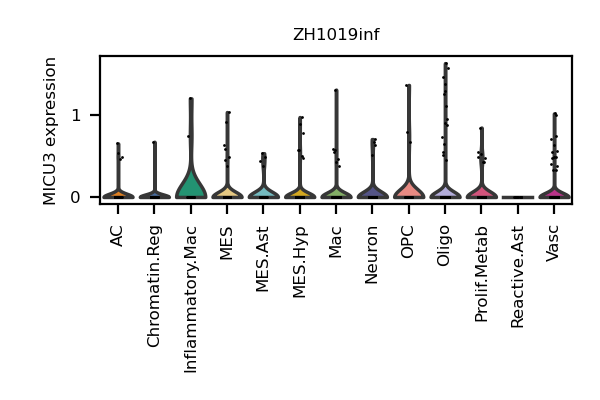 ZH1019inf
MICU3 expression
1
0
AC
Chromatin.Reg
Inflammatory.Mac
MES
MES.Ast
MES.Hyp
Mac
Neuron
OPC
Oligo
Prolif.Metab
Reactive.Ast
Vasc